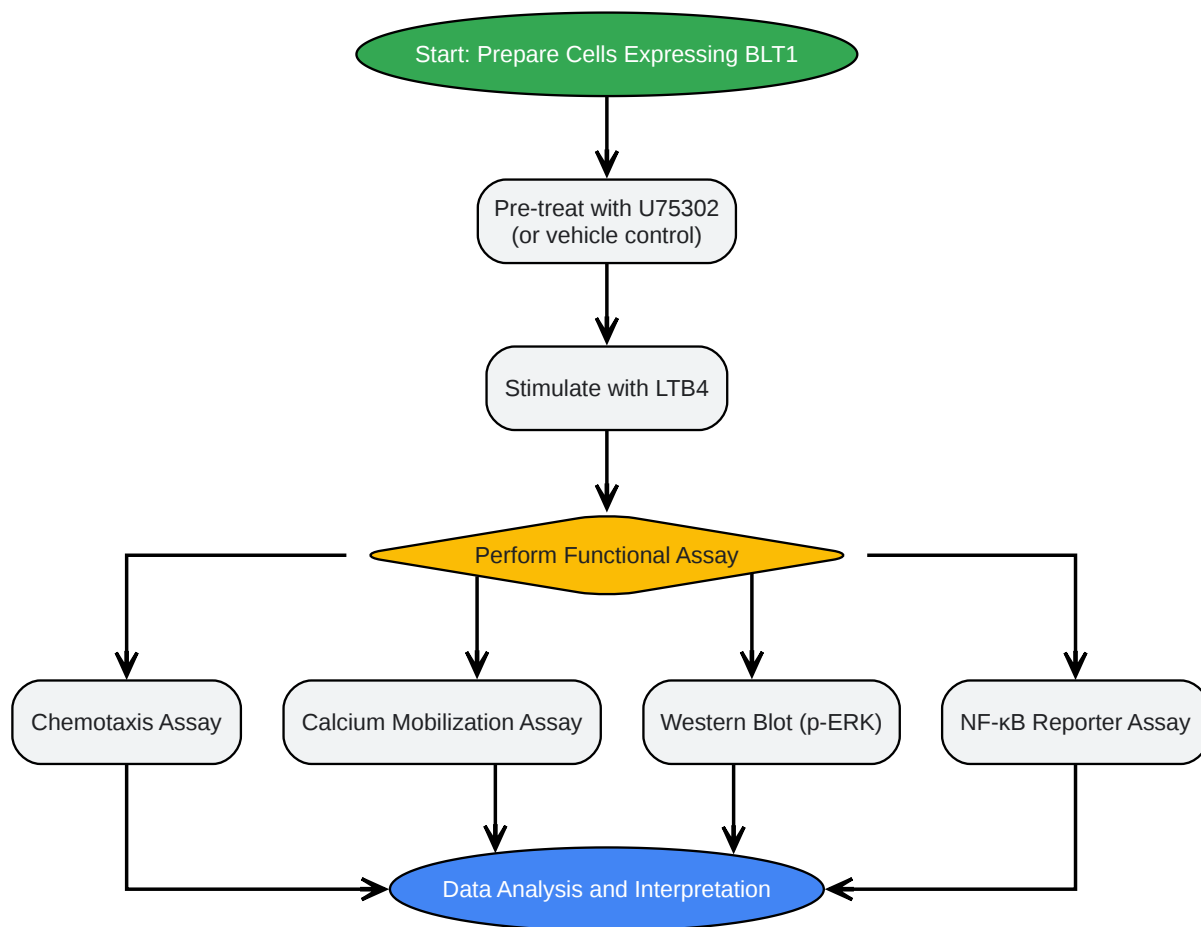 Start: Prepare Cells Expressing BLT1
Pre-treat with U75302
(or vehicle control)
Stimulate with LTB4
Perform Functional Assay
Chemotaxis Assay
Calcium Mobilization Assay
Western Blot (p-ERK)
NF-κB Reporter Assay
Data Analysis and Interpretation